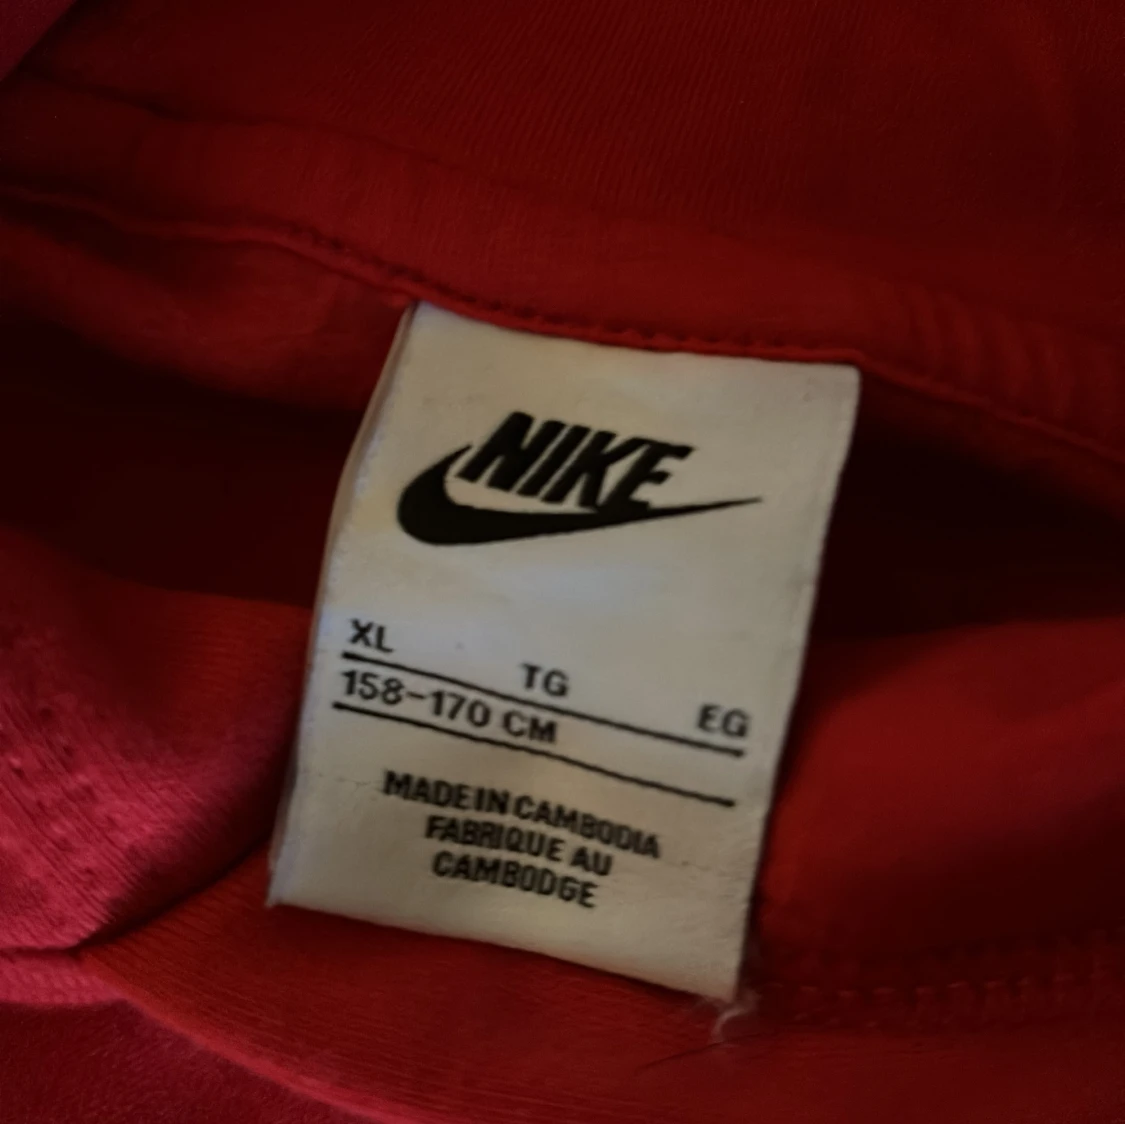 NIKE
XL TG EG
158-170 CM
MADE IN CAMBODIA
FABRIQUE AU
CAMBODGE